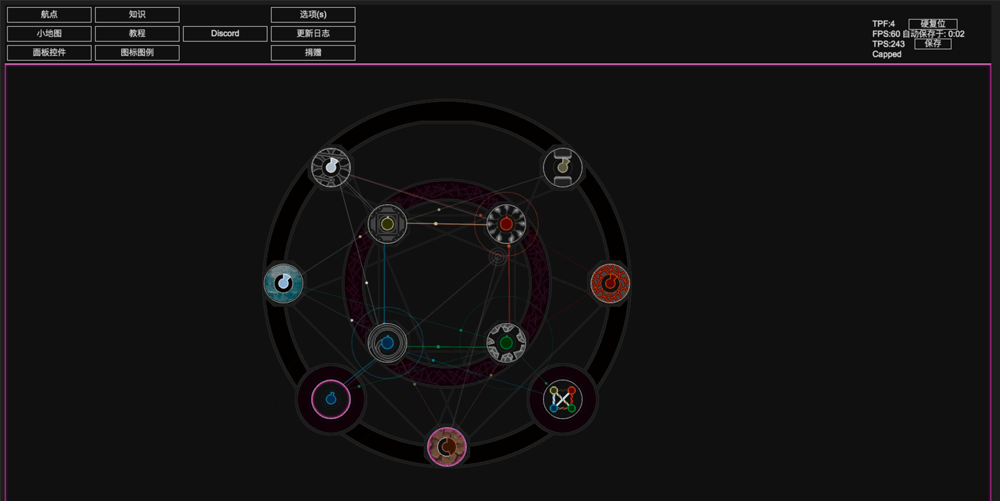 航点 知识 选项(s)
小地图 教程 Discord 更新日志
面板控件 图标图例 捐赠
TPF:4 硬复位
FPS:60 自动保存于: 0:02
TPS:243 保存
Capped